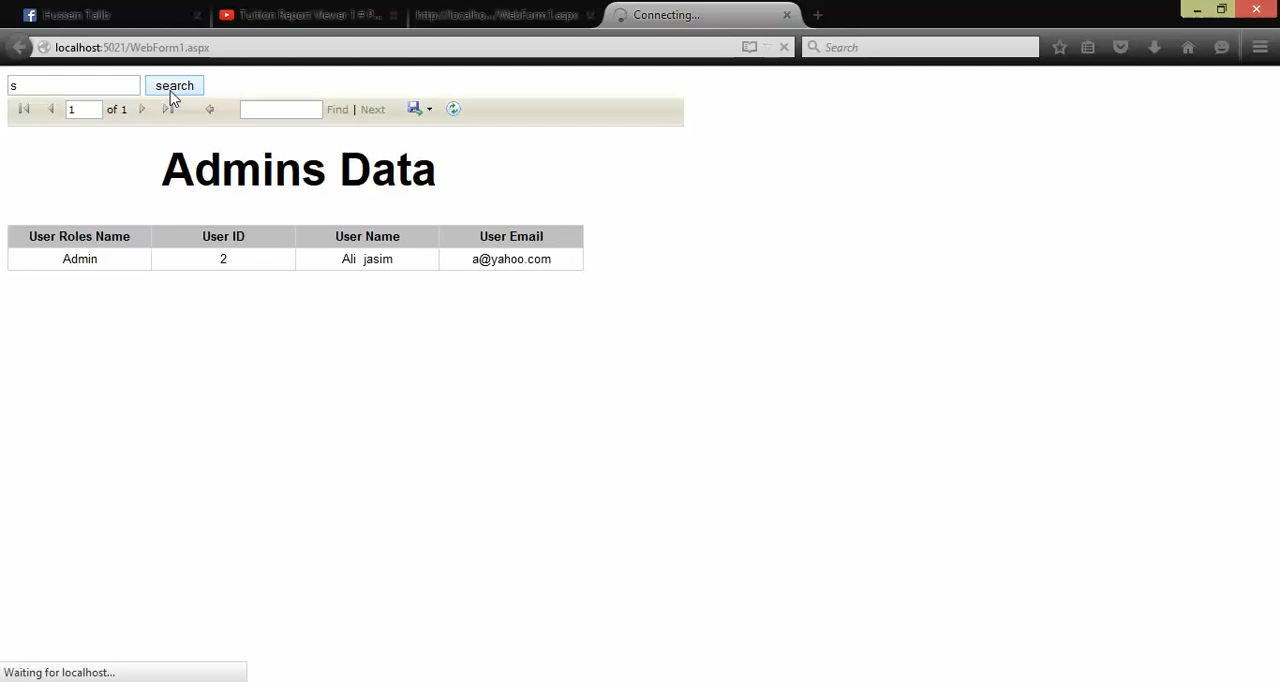 Hussein Talib
Tuition Report Viewer 1 # P...
http://localho.../WebForm1.aspx
Connecting...
localhost:5021/WebForm1.aspx
Search
s
search
1
of 1
Find | Next
Admins Data
User Roles Name User ID User Name User Email
Admin 2 Ali jasim a@yahoo.com
Waiting for localhost...